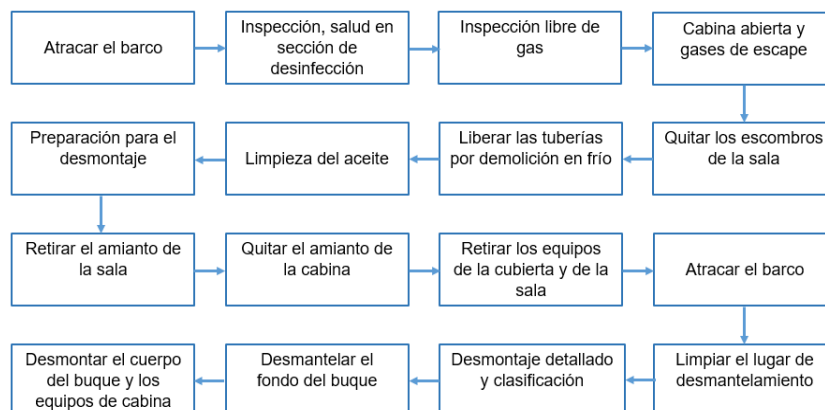 Atracar el barco
Inspección, salud en
sección de
desinfección
Inspección libre de
gas
Cabina abierta y
gases de escape
Preparación para el
desmontaje
Limpieza del aceite
Liberar las tuberías
por demolición en frío
Quitar los escombros
de la sala
Retirar el amianto de
la sala
Quitar el amianto de
la cabina
Retirar los equipos
de la cubierta y de la
sala
Atracar el barco
Desmontar el cuerpo
del buque y los
equipos de cabina
Desmantelar el
fondo del buque
Desmontaje detallado
y clasificación
Limpiar el lugar de
desmantelamiento